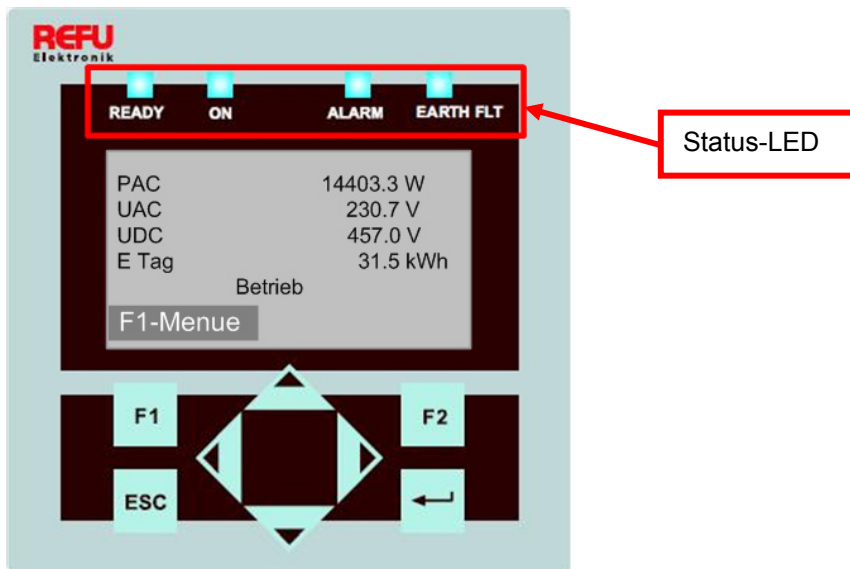 REFU
Elektronik
READY ON ALARM EARTH FLT
Status-LED
PAC 14403.3 W
UAC 230.7 V
UDC 457.0 V
E Tag 31.5 kWh
Betrieb
F1-Menue
F1 F2
ESC